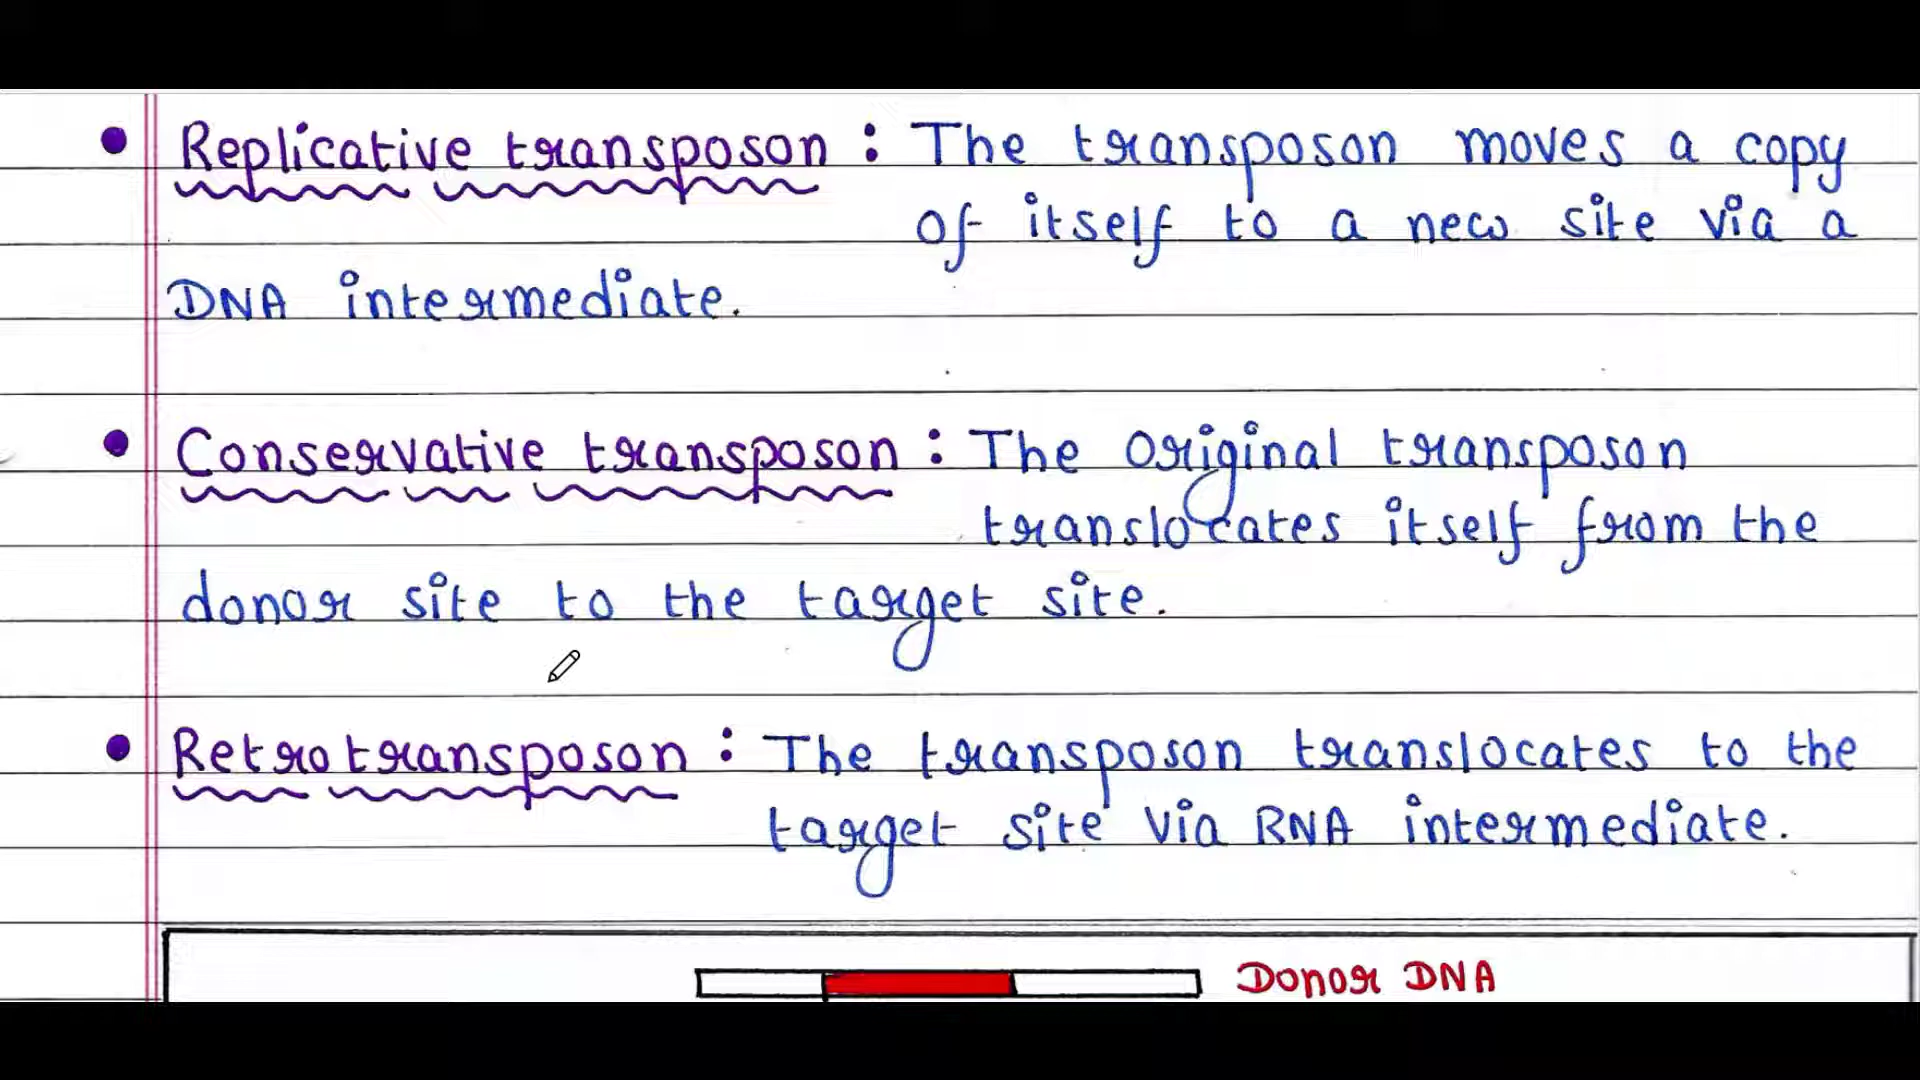 • Replicative transposon : The transposon moves a copy
of itself to a new site via a
DNA intermediate.
• Conservative transposon : The original transposon
translocates itself from the
donor site to the target site.
• Retrotransposon : The transposon translocates to the
target site via RNA intermediate.
Donor DNA